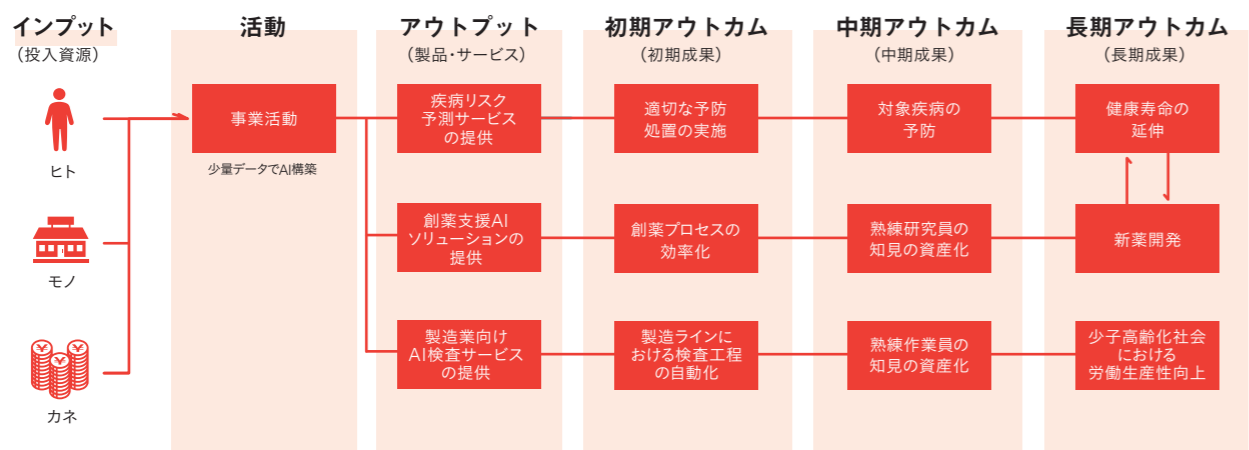 インプット
（投入資源）
活動
アウトプット
（製品・サービス）
初期アウトカム
（初期成果）
中期アウトカム
（中期成果）
長期アウトカム
（長期成果）
ヒト
モノ
¥ ¥
¥
カネ
事業活動
少量データでAI構築
疾病リスク
予測サービス
の提供
適切な予防
処置の実施
対象疾病の
予防
健康寿命の
延伸
創薬支援AI
ソリューションの
提供
創薬プロセスの
効率化
熟練研究員の
知見の資産化
新薬開発
製造業向け
AI検査サービス
の提供
製造ラインに
おける検査工程
の自動化
熟練作業員の
知見の資産化
少子高齢化社会
における
労働生産性向上